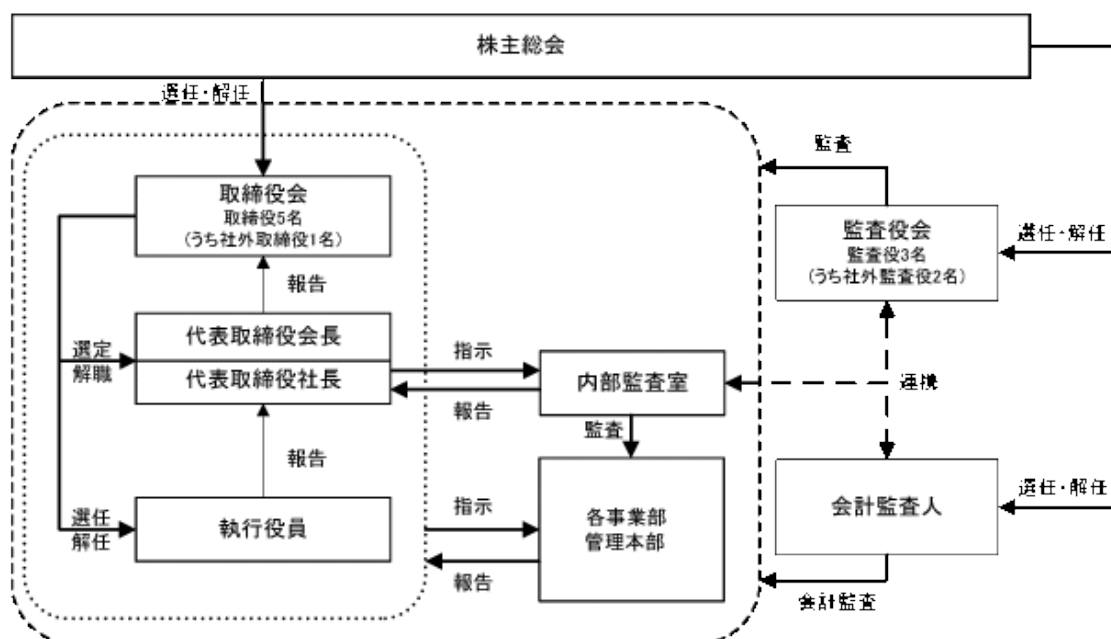 株主総会
選任・解任
監査
取締役会
取締役5名
(うち社外取締役1名)
監査役会
監査役3名
(うち社外監査役2名)
選任・解任
報告
代表取締役会長
代表取締役社長
選定
解職
指示
報告
内部監査室
連携
監査
報告
執行役員
選任
解任
指示
報告
各事業部
管理本部
会計監査人
選任・解任
会計監査